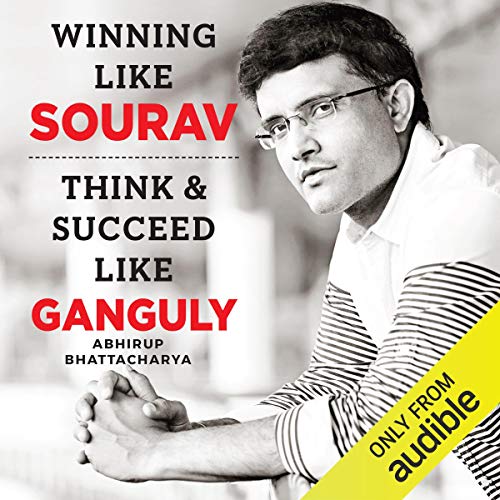 WINNING
LIKE
SOURAV
THINK &
SUCCEED
LIKE
GANGULY
ABHIRUP
BHATTACHARYA
ONLY FROM
audible